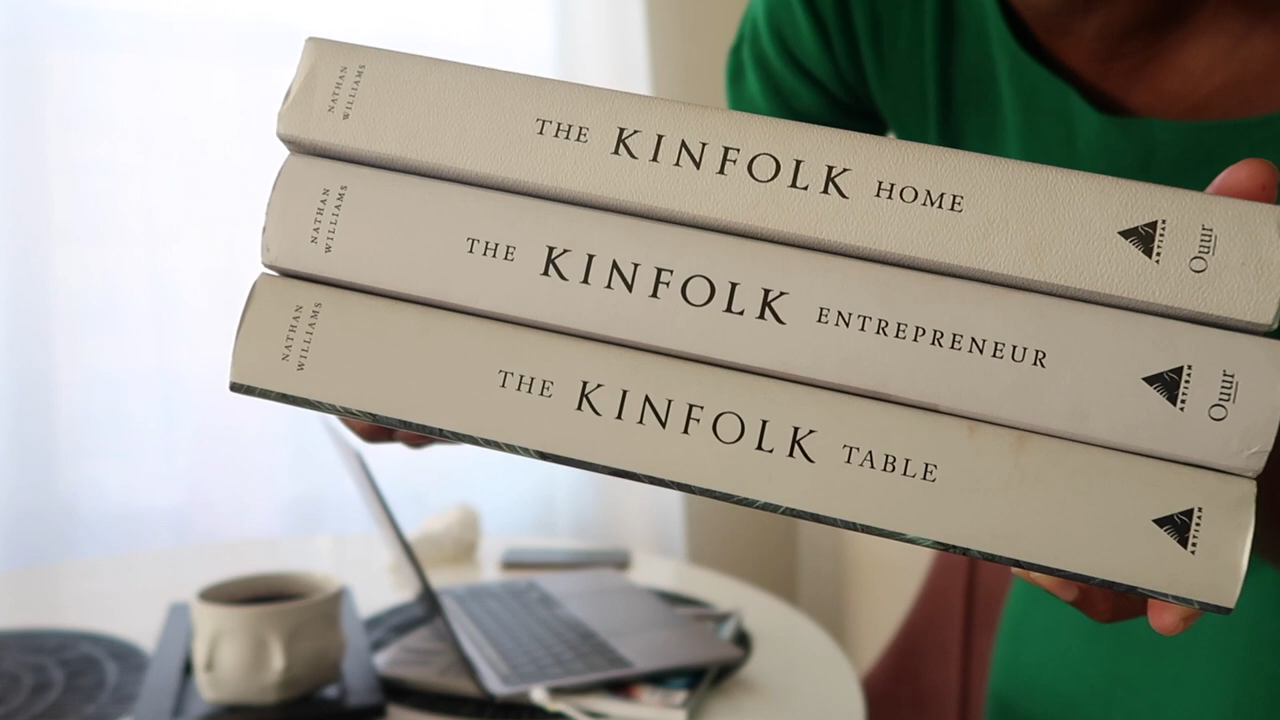 NATHAN
WILLIAMS
THE KINFOLK HOME
ARTISAN
Ouur
NATHAN
WILLIAMS
THE KINFOLK ENTREPRENEUR
ARTISAN
Ouur
NATHAN
WILLIAMS
THE KINFOLK TABLE
ARTISAN